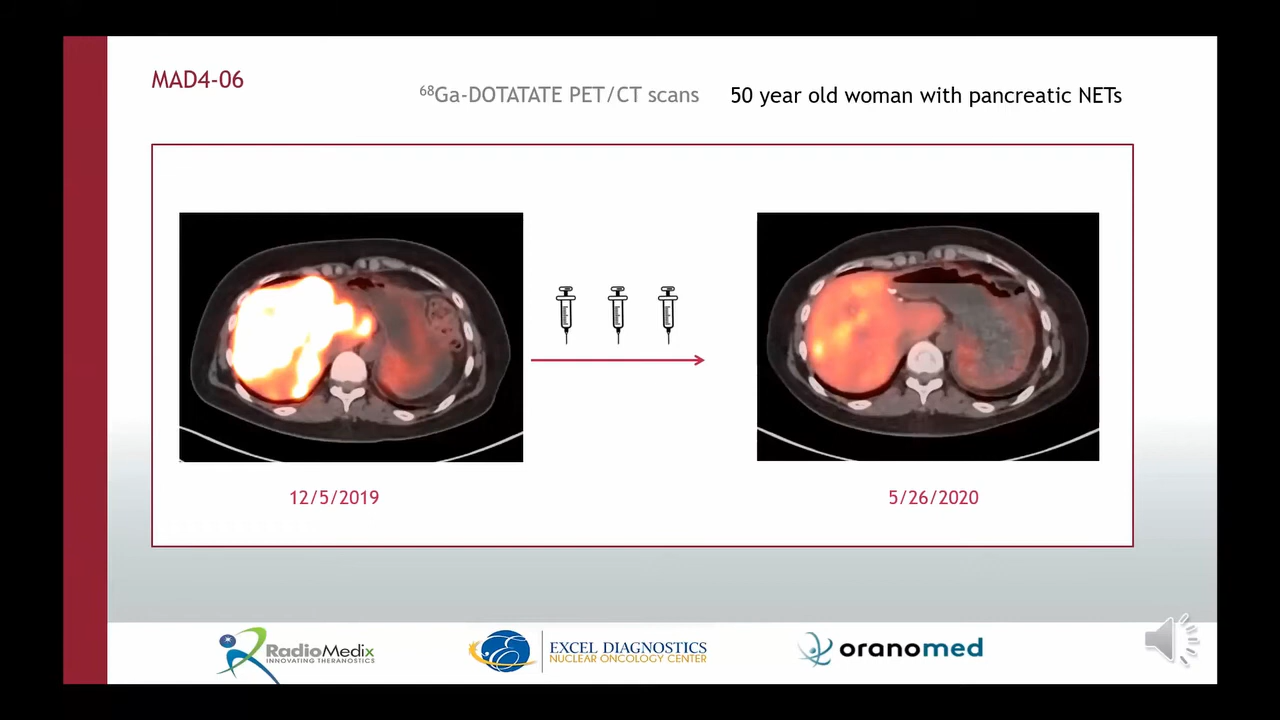 MAD4-06
⁶⁸Ga-DOTATATE PET/CT scans
50 year old woman with pancreatic NETs
12/5/2019
5/26/2020
RadioMedix
INNOVATING THERANOSTICS
EXCEL DIAGNOSTICS
NUCLEAR ONCOLOGY CENTER
oranomed